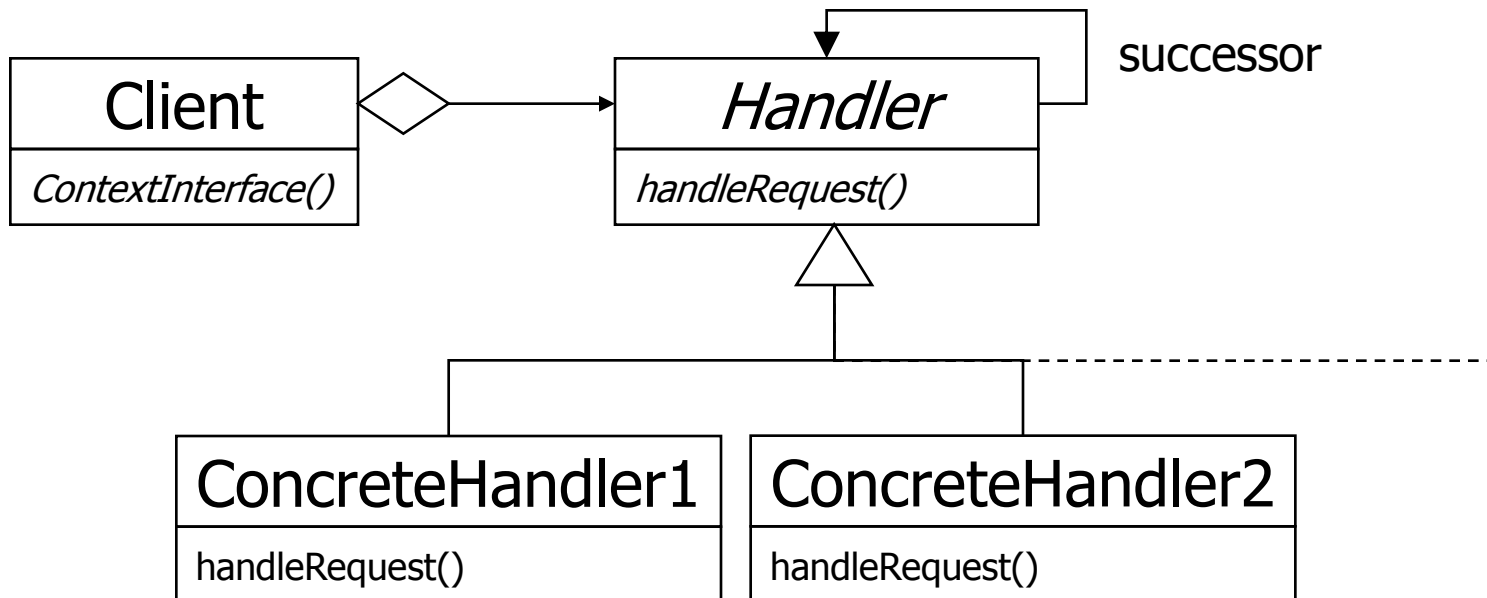 successor
Client
Handler
ContextInterface()
handleRequest()
ConcreteHandler1
ConcreteHandler2
handleRequest()
handleRequest()